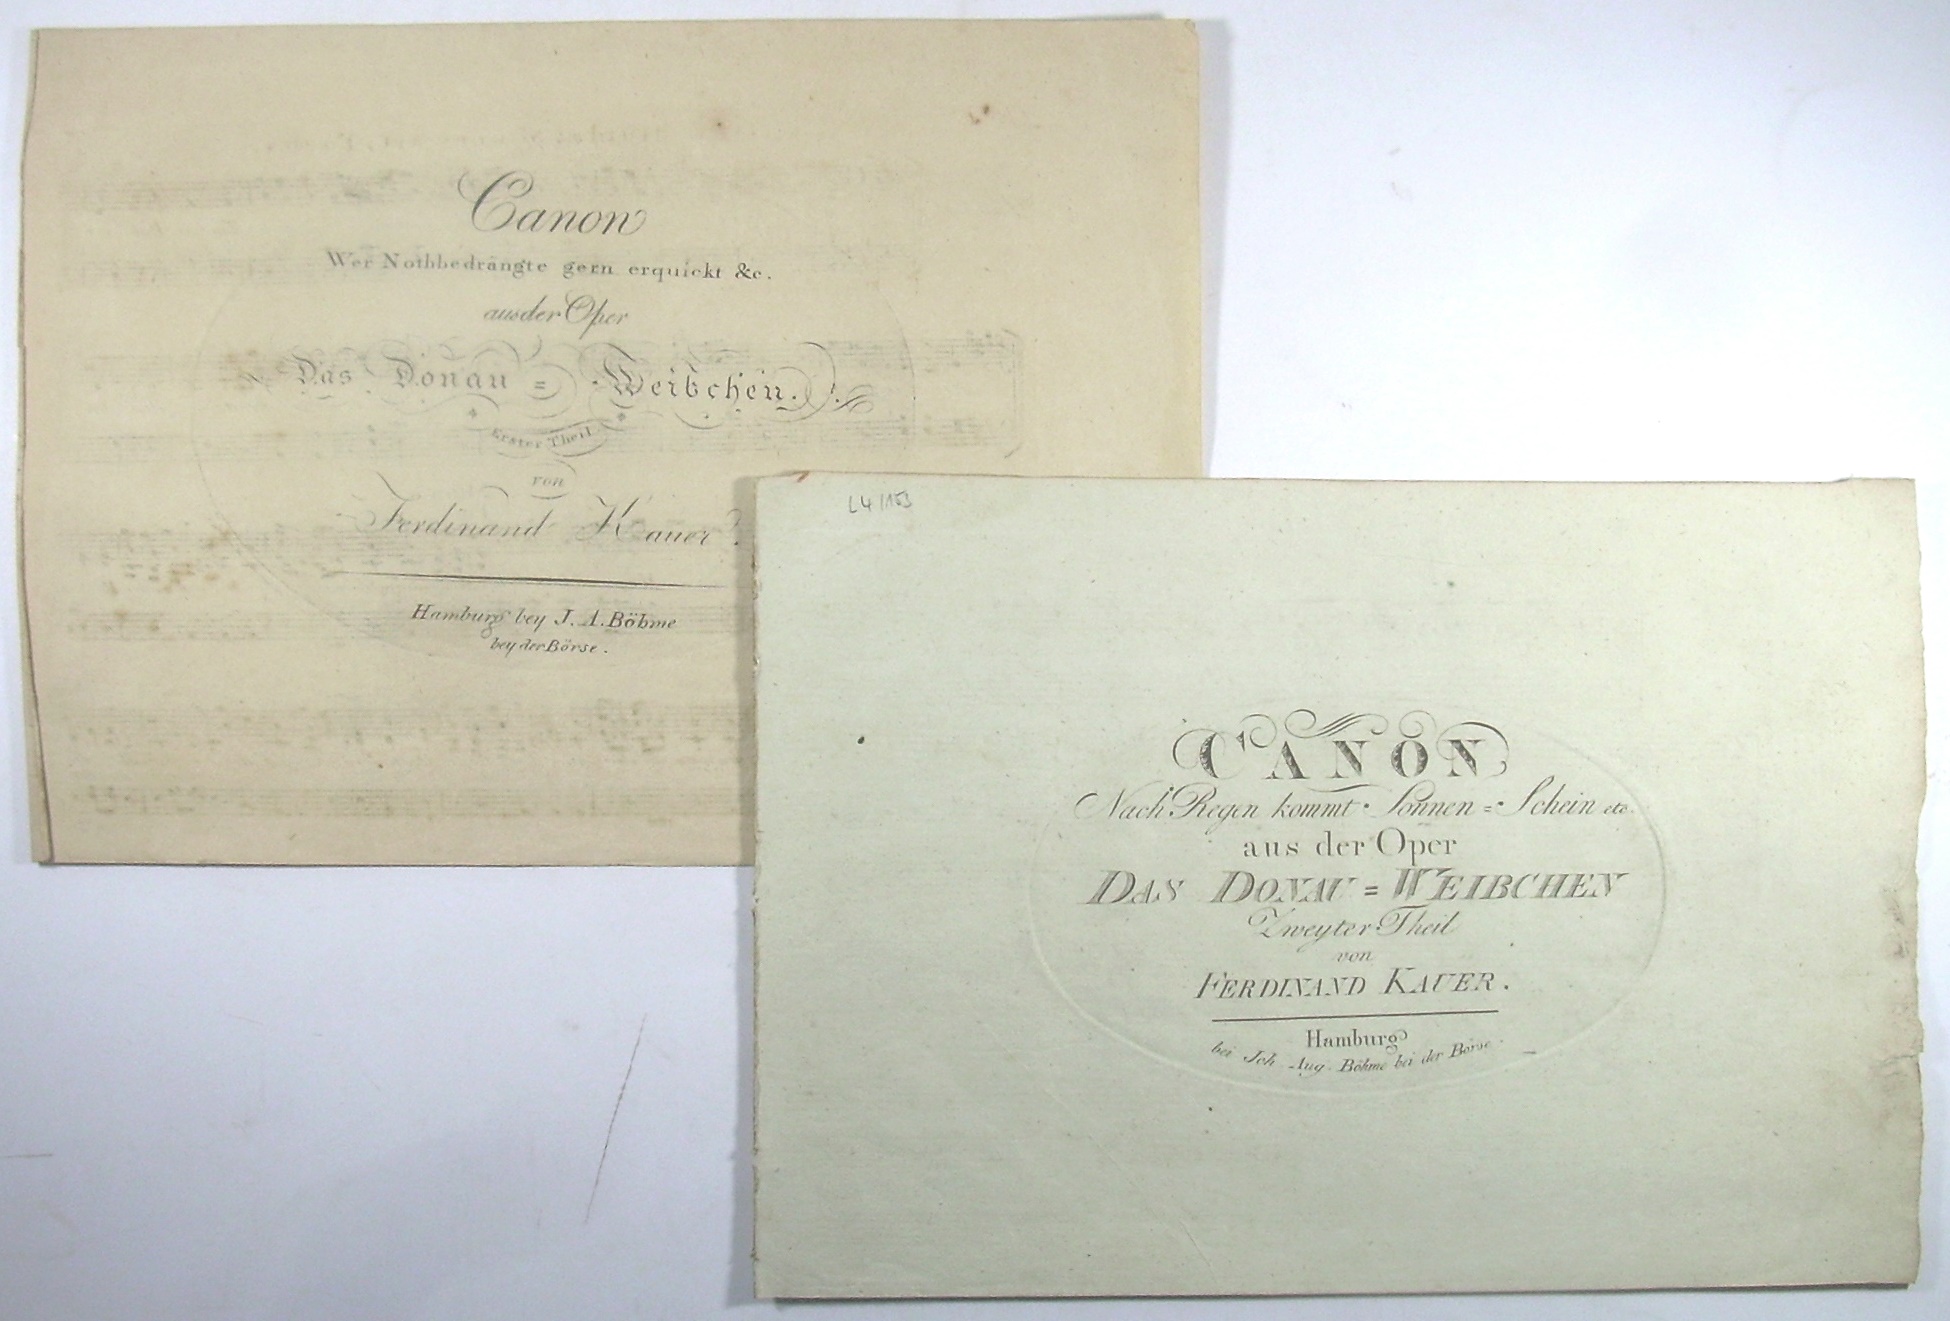 Canon
Wer Nothbedrängte gern erquickt &c.
aus der Oper
Das Donau = Weibchen.
Erster Theil
von
Ferdinand Kauer
Hamburg bey J. A. Böhme
bey der Börse.
L4/163
CANON
Nach Regen kommt Sonnen = Schein etc.
aus der Oper
DAS DONAU = WEIBCHEN
Zweyter Theil
von
FERDINAND KAUER.
Hamburg
bei Joh. Aug. Böhme bei der Börse.